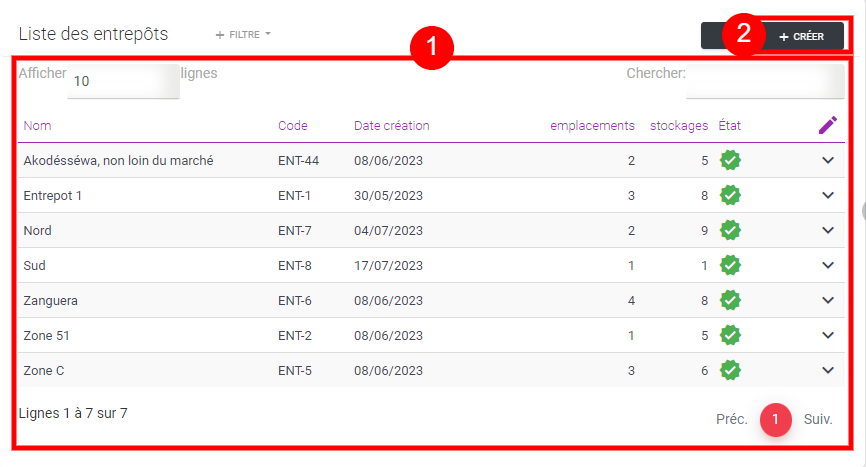 Liste des entrepôts + FILTRE 1 2 + CRÉER
Afficher 10 lignes Chercher:
Nom Code Date création emplacements stockages État
Akodésséwa, non loin du marché ENT-44 08/06/2023 2 5
Entrepot 1 ENT-1 30/05/2023 3 8
Nord ENT-7 04/07/2023 2 9
Sud ENT-8 17/07/2023 1 1
Zanguera ENT-6 08/06/2023 4 8
Zone 51 ENT-2 08/06/2023 1 5
Zone C ENT-5 08/06/2023 3 6
Lignes 1 à 7 sur 7 Préc. 1 Suiv.